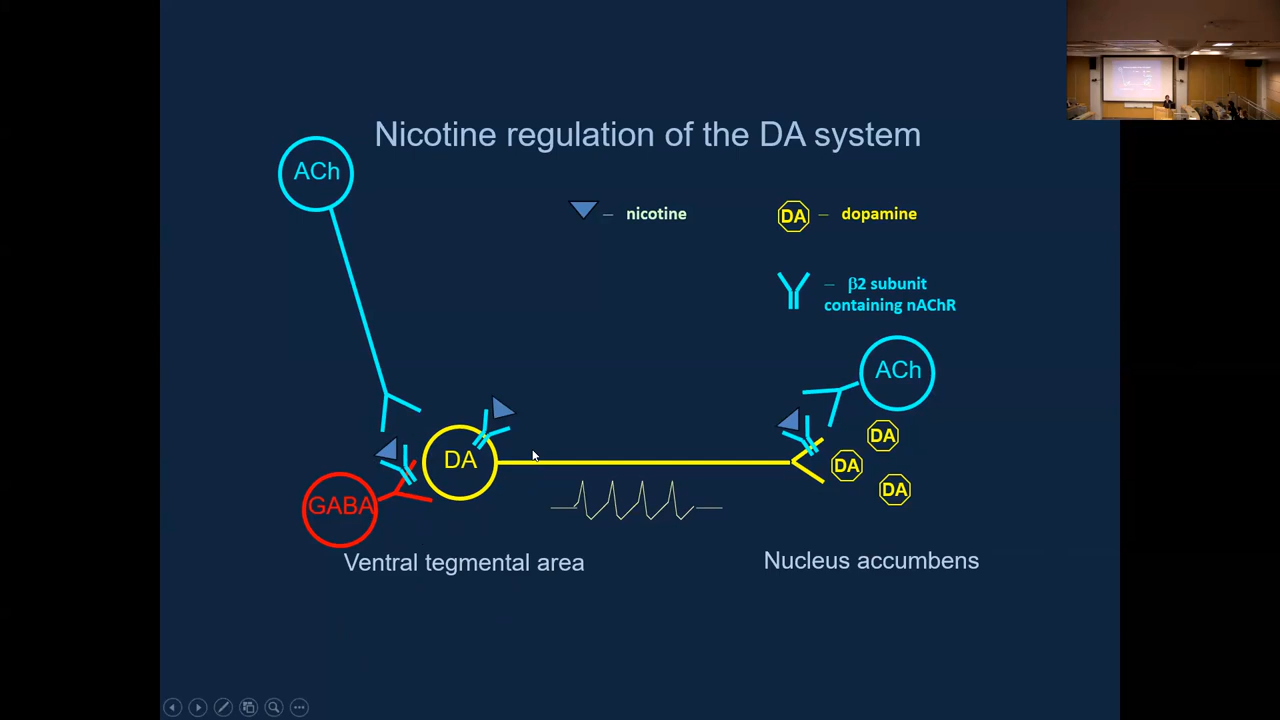 Nicotine regulation of the DA system
ACh
– nicotine
DA – dopamine
– β2 subunit
containing nAChR
ACh
DA
DA
DA
DA
GABA
Ventral tegmental area
Nucleus accumbens